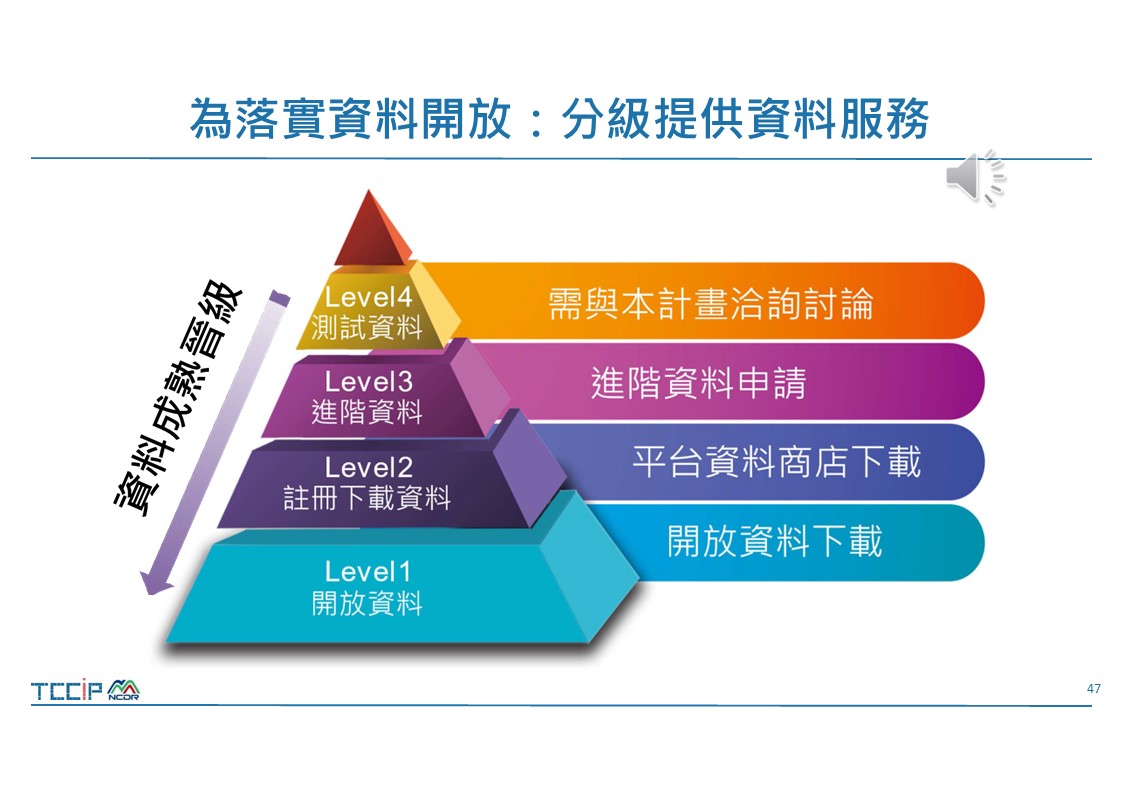 為落實資料開放：分級提供資料服務
資料成熟晉級
Level4
測試資料
需與本計畫洽詢討論
Level3
進階資料
進階資料申請
Level2
註冊下載資料
平台資料商店下載
Level1
開放資料
開放資料下載
TCCiP
NCDR
47